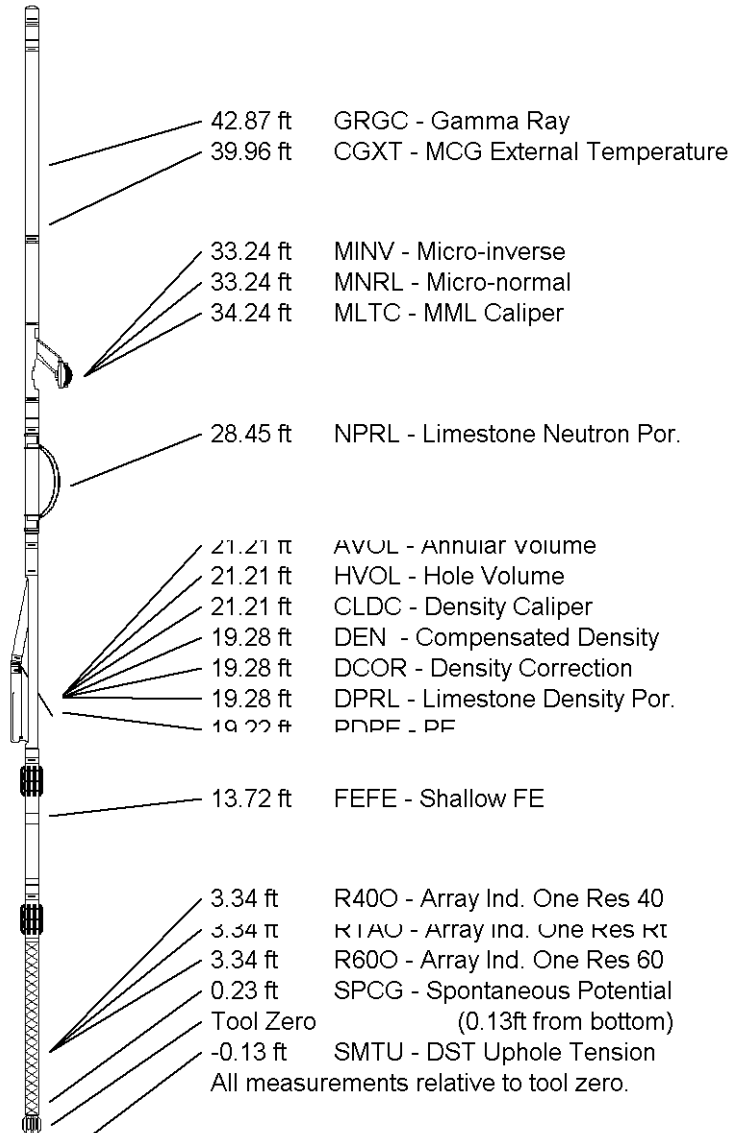 42.87 ft GRGC - Gamma Ray
39.96 ft CGXT - MCG External Temperature
33.24 ft MINV - Micro-inverse
33.24 ft MNRL - Micro-normal
34.24 ft MLTC - MML Caliper
28.45 ft NPRL - Limestone Neutron Por.
21.21 ft AVOL - Annular Volume
21.21 ft HVOL - Hole Volume
21.21 ft CLDC - Density Caliper
19.28 ft DEN - Compensated Density
19.28 ft DCOR - Density Correction
19.28 ft DPRL - Limestone Density Por.
19.22 ft PDPE - PE
13.72 ft FEFE - Shallow FE
3.34 ft R40O - Array Ind. One Res 40
3.34 ft RTAO - Array Ind. One Res Rt
3.34 ft R60O - Array Ind. One Res 60
0.23 ft SPCG - Spontaneous Potential
Tool Zero (0.13ft from bottom)
-0.13 ft SMTU - DST Uphole Tension
All measurements relative to tool zero.